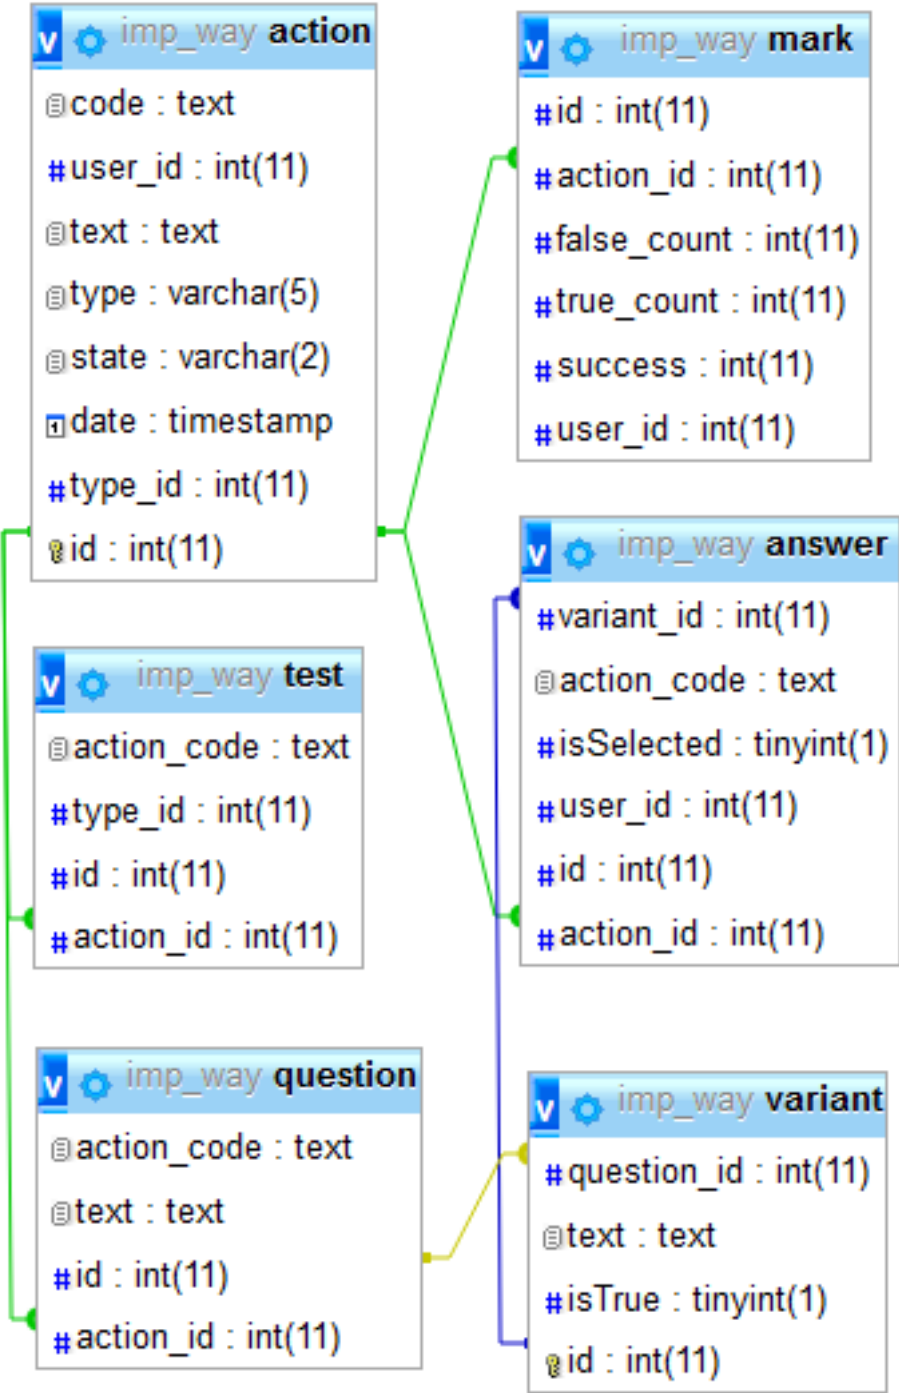 v imp_way action
code : text
#user_id : int(11)
text : text
type : varchar(5)
state : varchar(2)
1 date : timestamp
#type_id : int(11)
id : int(11)
v imp_way mark
#id : int(11)
#action_id : int(11)
#false_count : int(11)
#true_count : int(11)
#success : int(11)
#user_id : int(11)
v imp_way test
action_code : text
#type_id : int(11)
#id : int(11)
#action_id : int(11)
v imp_way answer
#variant_id : int(11)
action_code : text
#isSelected : tinyint(1)
#user_id : int(11)
#id : int(11)
#action_id : int(11)
v imp_way question
action_code : text
text : text
#id : int(11)
#action_id : int(11)
v imp_way variant
#question_id : int(11)
text : text
#isTrue : tinyint(1)
id : int(11)